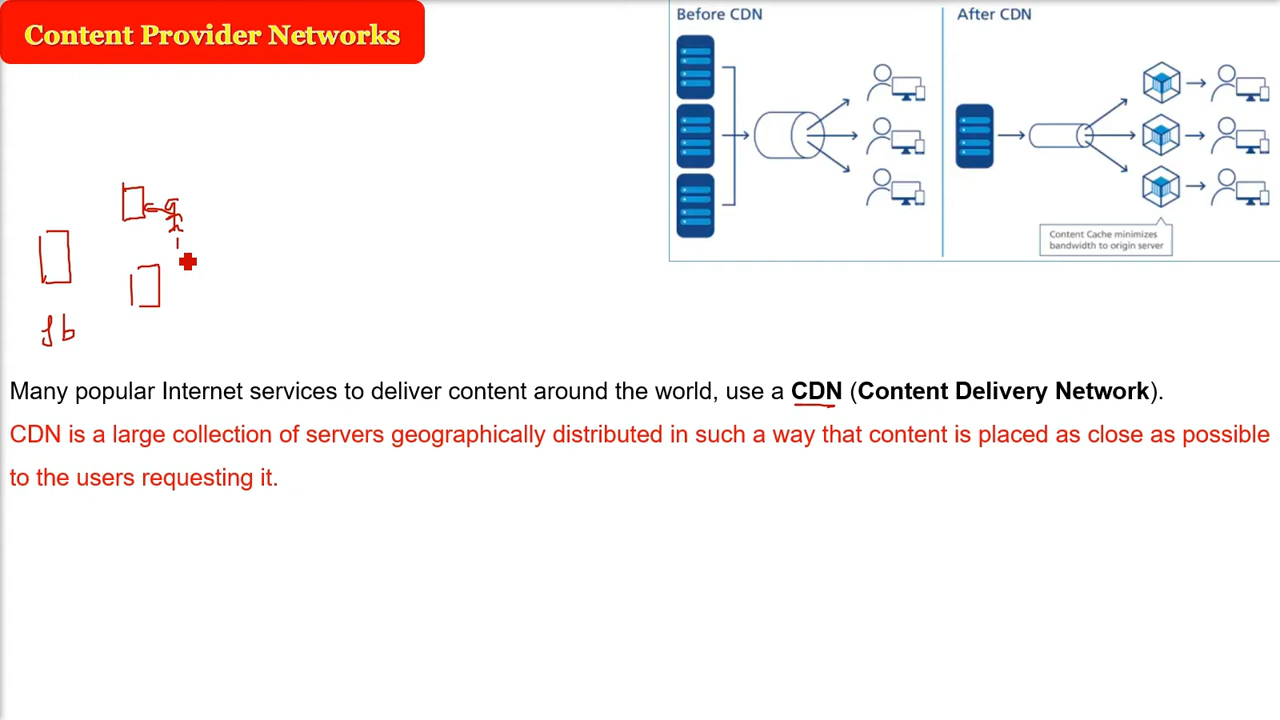 Content Provider Networks
Before CDN
After CDN
Content Cache minimizes
bandwidth to origin server
fb
Many popular Internet services to deliver content around the world, use a CDN (Content Delivery Network).
CDN is a large collection of servers geographically distributed in such a way that content is placed as close as possible
to the users requesting it.